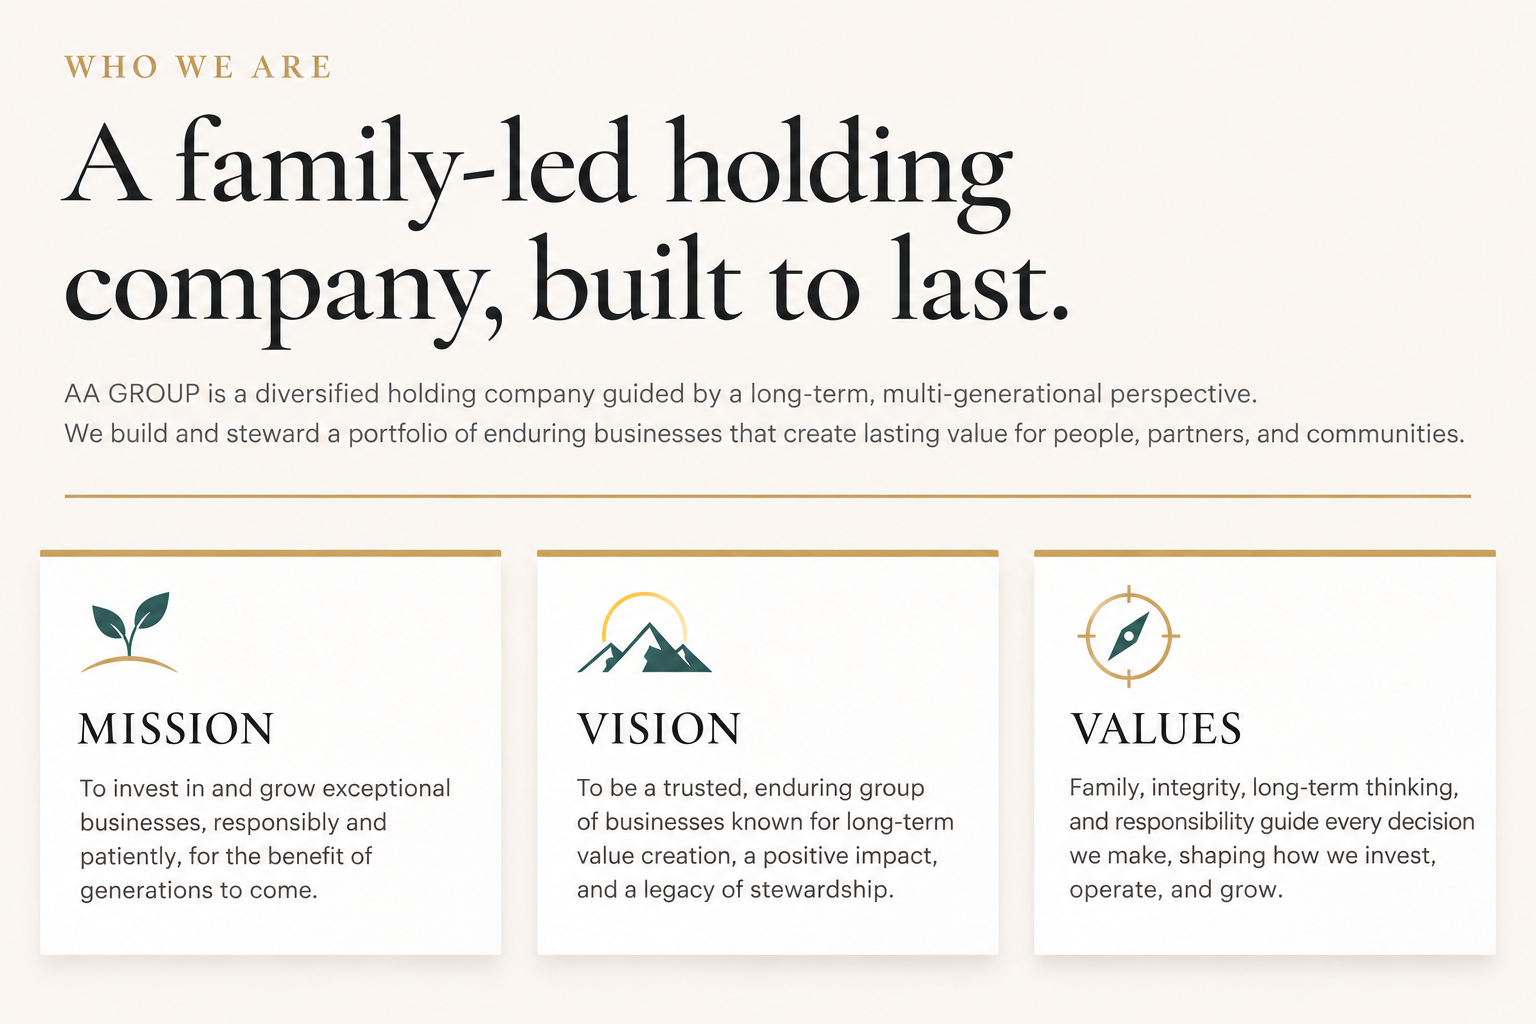 WHO WE ARE
A family-led holding
company, built to last.
AA GROUP is a diversified holding company guided by a long-term, multi-generational perspective.
We build and steward a portfolio of enduring businesses that create lasting value for people, partners, and communities.
MISSION
To invest in and grow exceptional
businesses, responsibly and
patiently, for the benefit of
generations to come.
VISION
To be a trusted, enduring group
of businesses known for long-term
value creation, a positive impact,
and a legacy of stewardship.
VALUES
Family, integrity, long-term thinking,
and responsibility guide every decision
we make, shaping how we invest,
operate, and grow.